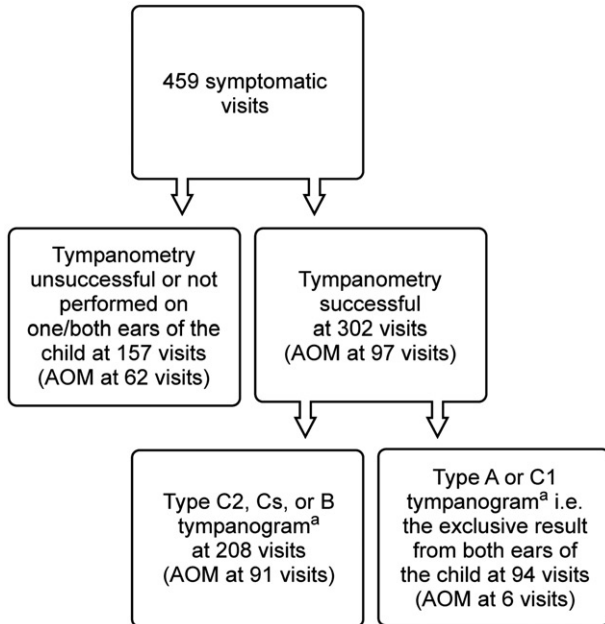 459 symptomatic
visits
Tympanometry
unsuccessful or not
performed on
one/both ears of the
child at 157 visits
(AOM at 62 visits)
Tympanometry
successful
at 302 visits
(AOM at 97 visits)
Type C2, Cs, or B
tympanogramᵃ
at 208 visits
(AOM at 91 visits)
Type A or C1
tympanogramᵃ i.e.
the exclusive result
from both ears of
the child at 94 visits
(AOM at 6 visits)